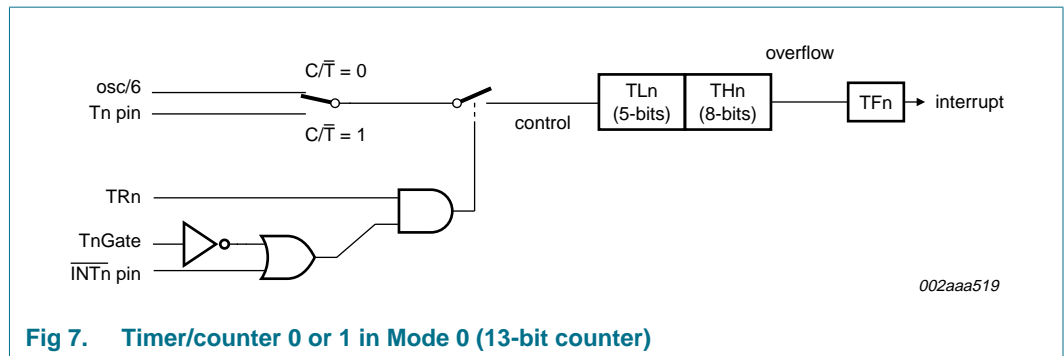 overflow
C/T̅ = 0
osc/6
Tn pin
C/T̅ = 1
control
TLn
(5-bits)
THn
(8-bits)
TFn
interrupt
TRn
TnGate
I̅N̅T̅n̅ pin
002aaa519
Fig 7. Timer/counter 0 or 1 in Mode 0 (13-bit counter)